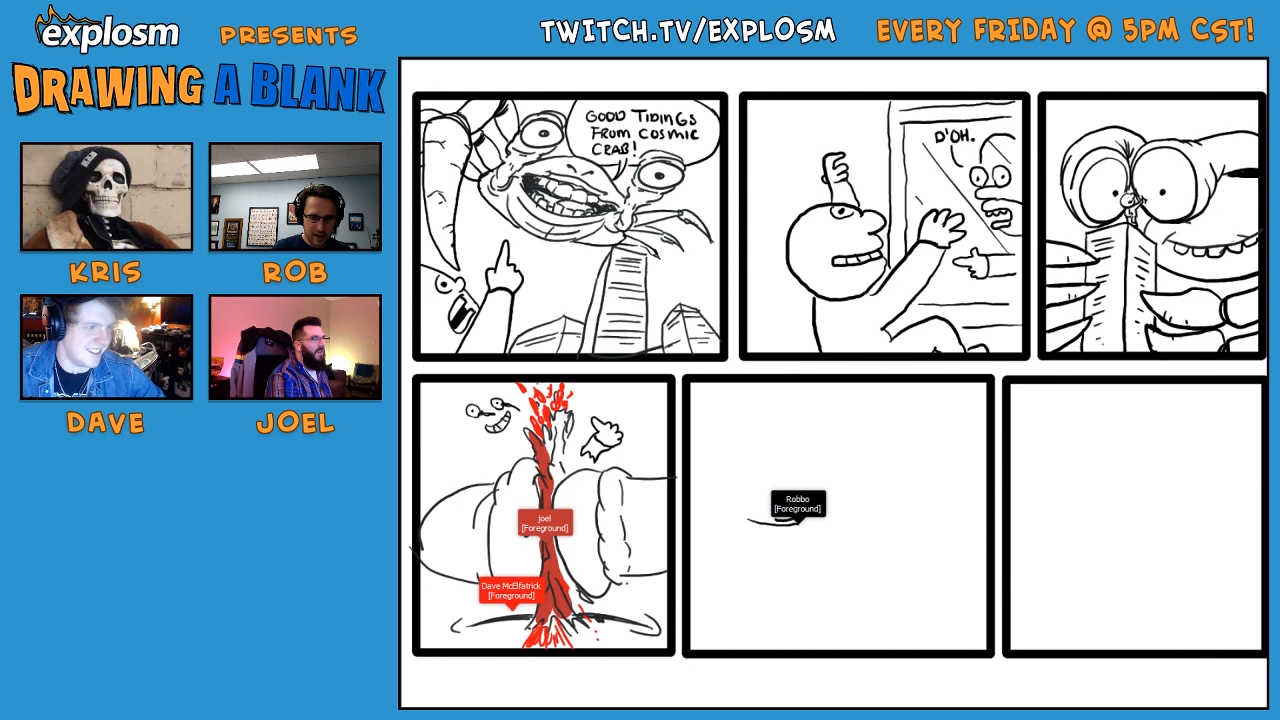 explosm PRESENTS
DRAWING A BLANK
TWITCH.TV/EXPLOSM EVERY FRIDAY @ 5PM CST!
KRIS
ROB
DAVE
JOEL
GOOD TIDINGS
FROM COSMIC
CRAB!
D'OH.
joel
[Foreground]
Dave McElfatrick
[Foreground]
Robbo
[Foreground]